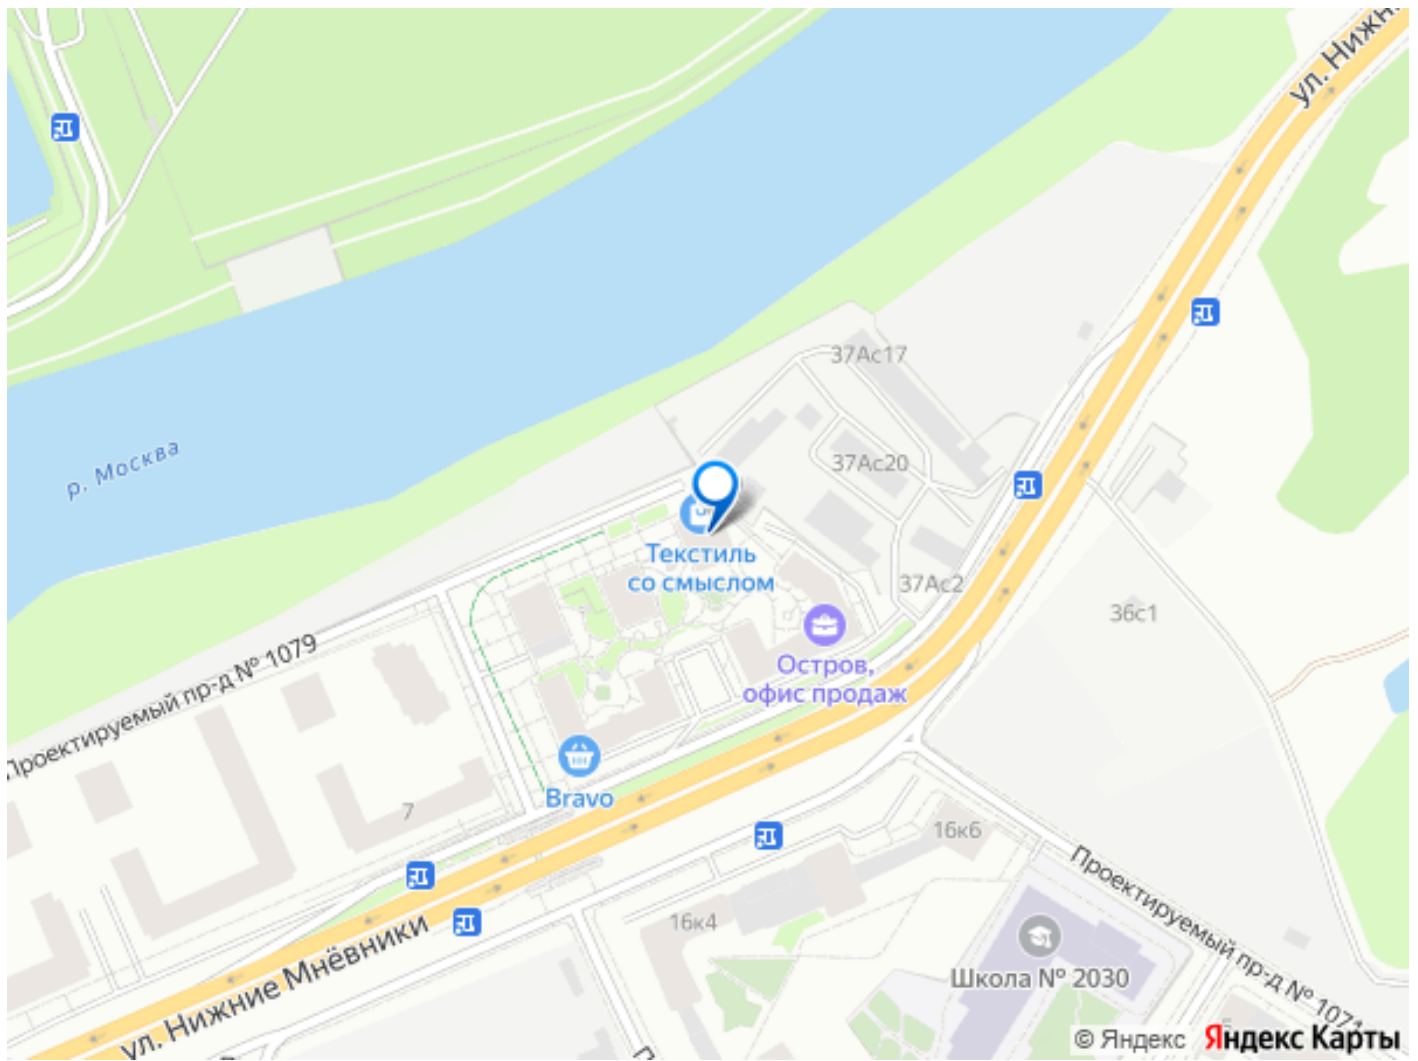 ул. Нижн
р. Москва
37Ас17
37Ас20
Текстиль
со смыслом
37Ас2
36с1
Остров,
офис продаж
Проектируемый пр-д № 1079
Bravo
7
16к6
16к4
Проектируемый пр-д № 1071
Школа № 2030
ул. Нижние Мнёвники
© Яндекс Яндекс Карты